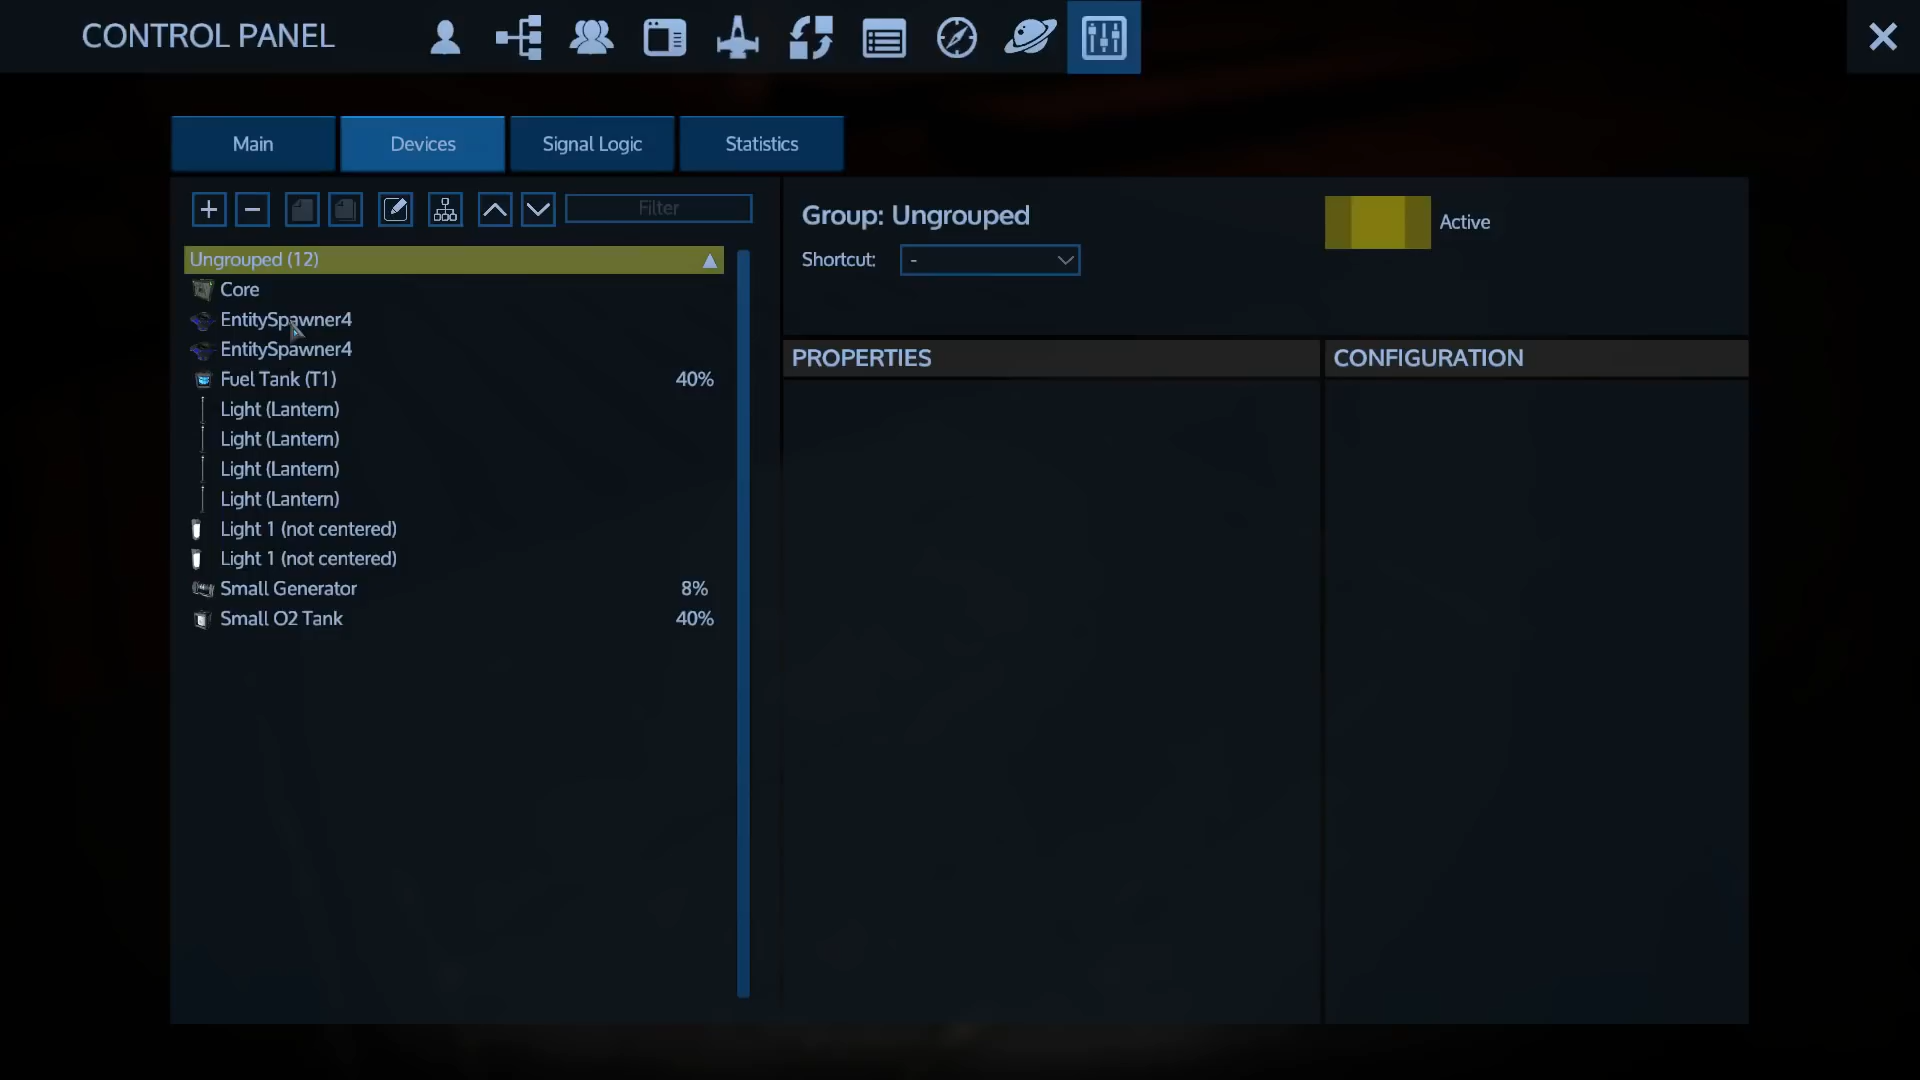 CONTROL PANEL
Main
Devices
Signal Logic
Statistics
Filter
Group: Ungrouped
Active
Shortcut:
-
Ungrouped (12)
Core
EntitySpawner4
EntitySpawner4
Fuel Tank (T1) 40%
Light (Lantern)
Light (Lantern)
Light (Lantern)
Light (Lantern)
Light 1 (not centered)
Light 1 (not centered)
Small Generator 8%
Small O2 Tank 40%
PROPERTIES
CONFIGURATION